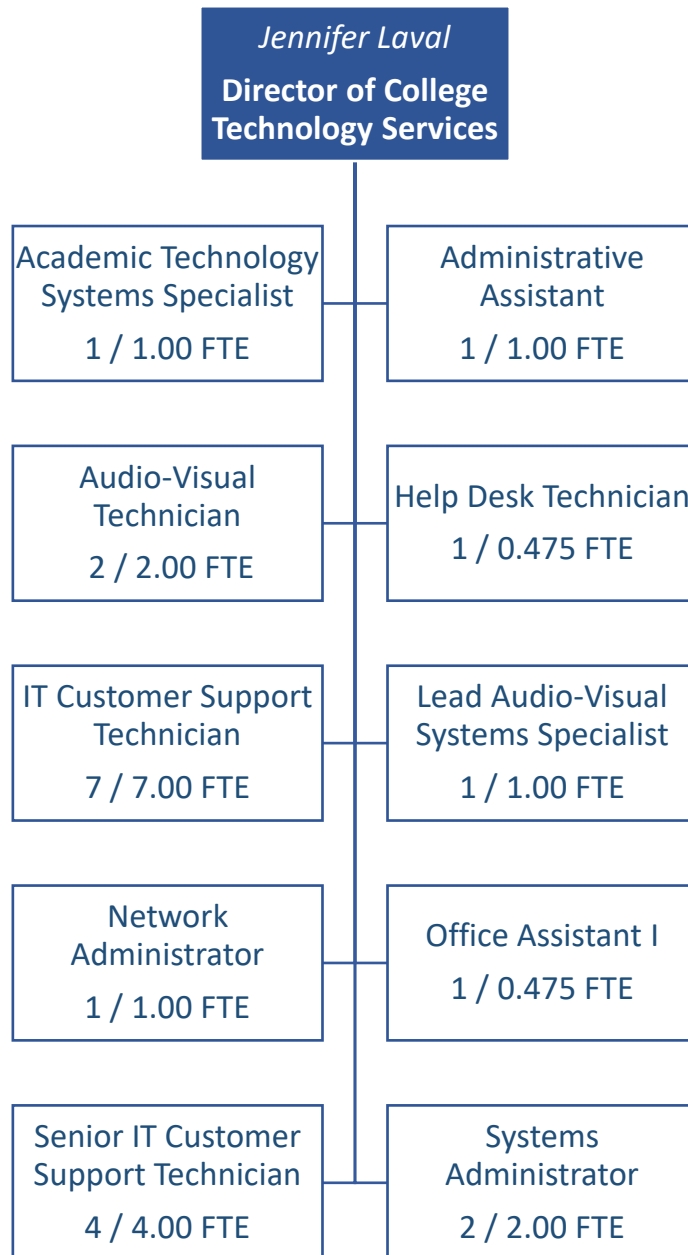 Jennifer Laval
Director of College
Technology Services
Academic Technology
Systems Specialist
1 / 1.00 FTE
Administrative
Assistant
1 / 1.00 FTE
Audio-Visual
Technician
2 / 2.00 FTE
Help Desk Technician
1 / 0.475 FTE
IT Customer Support
Technician
7 / 7.00 FTE
Lead Audio-Visual
Systems Specialist
1 / 1.00 FTE
Network
Administrator
1 / 1.00 FTE
Office Assistant I
1 / 0.475 FTE
Senior IT Customer
Support Technician
4 / 4.00 FTE
Systems
Administrator
2 / 2.00 FTE